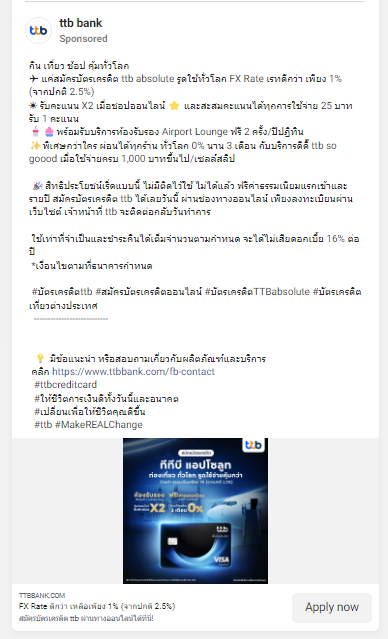 ttb bank
Sponsored
กิน เที่ยว ช้อป คุ้มทั่วโลก
✈ แค่สมัครบัตรเครดิต ttb absolute รูดใช้ทั่วโลก FX Rate เรทดีกว่า เพียง 1%
(จากปกติ 2.5%)
☀ รับคะแนน X2 เมื่อชอปออนไลน์ ⭐ และสะสมคะแนนได้ทุกการใช้จ่าย 25 บาท
รับ 1 คะแนน
🥤 🧁 พร้อมรับบริการห้องรับรอง Airport Lounge ฟรี 2 ครั้ง/ปีปฏิทิน
✨ พิเศษกว่าใคร ผ่อนได้ทุกร้าน ทั่วโลก 0% นาน 3 เดือน กับบริการดีดี้ ttb so
goood เมื่อใช้จ่ายครบ 1,000 บาทขึ้นไป/เซลล์สลิป
🎉 สิทธิประโยชน์เริ่ดแบบนี้ ไม่มีติดไว้ใช้ ไม่ได้แล้ว ฟรีค่าธรรมเนียมแรกเข้าและ
รายปี สมัครบัตรเครดิต ttb ได้เลยวันนี้ ผ่านช่องทางออนไลน์ เพียงลงทะเบียนผ่าน
เว็บไซต์ เจ้าหน้าที่ ttb จะติดต่อกลับวันทำการ
ใช้เท่าที่จำเป็นและชำระคืนได้เต็มจำนวนตามกำหนด จะได้ไม่เสียดอกเบี้ย 16% ต่อ
ปี
*เงื่อนไขตามที่ธนาคารกำหนด
#บัตรเครดิตttb #สมัครบัตรเครดิตออนไลน์ #บัตรเครดิตTTBabsolute #บัตรเครดิต
เที่ยวต่างประเทศ
---------------------------
💡 มีข้อแนะนำ หรือสอบถามเกี่ยวกับผลิตภัณฑ์และบริการ
คลิก https://www.ttbbank.com/fb-contact
#ttbcreditcard
#ให้ชีวิตการเงินดีทั้งวันนี้และอนาคต
#เปลี่ยนเพื่อให้ชีวิตคุณดีขึ้น
#ttb #MakeREALChange
สมัครบัตรเครดิต
ttb
ทีทีบี แอปโซลูท
ท่องเที่ยว ทั่วโลก รูดใช้จ่ายคุ้มกว่า
X2
ttb
VISA
TTBBANK.COM
FX Rate ดีกว่า เหลือเพียง 1% (จากปกติ 2.5%)
สมัครบัตรเครดิต ttb ผ่านทางออนไลน์ได้ที่นี่!
Apply now